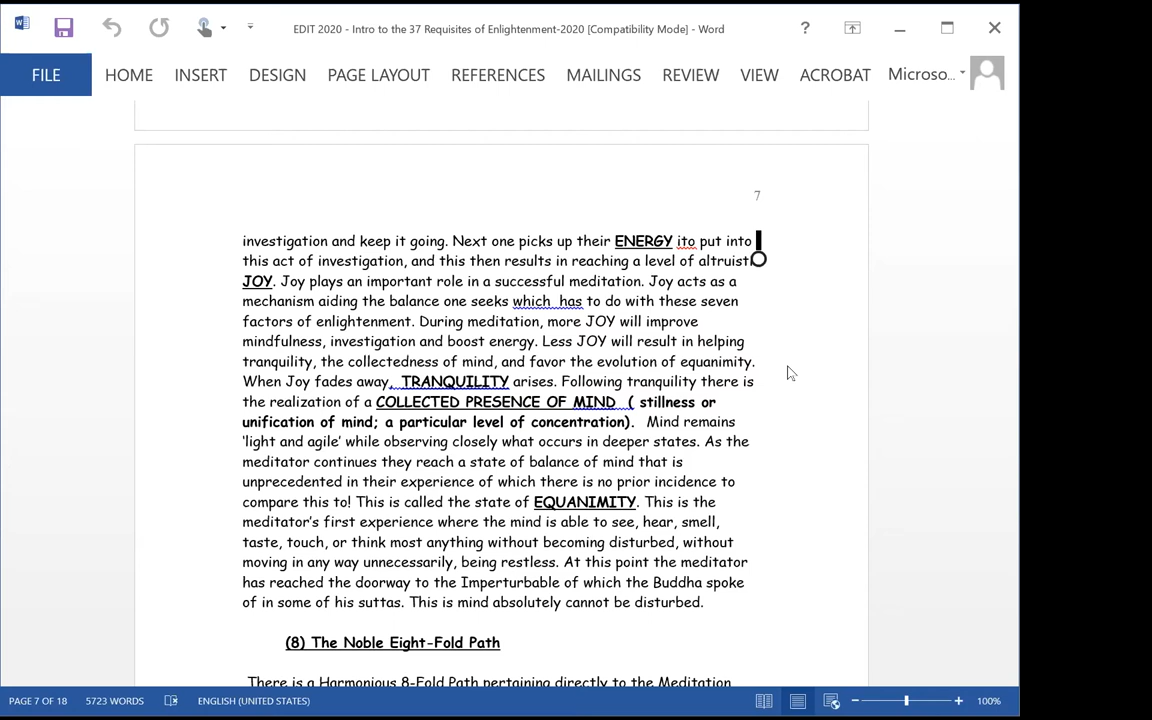 EDIT 2020 - Intro to the 37 Requisites of Enlightenment-2020 [Compatibility Mode] - Word
?
FILE HOME INSERT DESIGN PAGE LAYOUT REFERENCES MAILINGS REVIEW VIEW ACROBAT Microso...
7
investigation and keep it going. Next one picks up their ENERGY ito put into
this act of investigation, and this then results in reaching a level of
JOY. Joy plays an important role in a successful meditation. Joy acts as a
mechanism aiding the balance one seeks which has to do with these seven
factors of enlightenment. During meditation, more JOY will improve
mindfulness, investigation and boost energy. Less JOY will result in helping
tranquility, the collectedness of mind, and favor the evolution of equanimity.
When Joy fades away, TRANQUILITY arises. Following tranquility there is
the realization of a COLLECTED PRESENCE OF MIND ( stillness or
unification of mind; a particular level of concentration). Mind remains
‘light and agile’ while observing closely what occurs in deeper states. As the
meditator continues they reach a state of balance of mind that is
unprecedented in their experience of which there is no prior incidence to
compare this to! This is called the state of EQUANIMITY. This is the
meditator’s first experience where the mind is able to see, hear, smell,
taste, touch, or think most anything without becoming disturbed, without
moving in any way unnecessarily, being restless. At this point the meditator
has reached the doorway to the Imperturbable of which the Buddha spoke
of in some of his suttas. This is mind absolutely cannot be disturbed.
(8) The Noble Eight-Fold Path
There is a Harmonious 8-Fold Path pertaining directly to the Meditation
PAGE 7 OF 18 5723 WORDS ENGLISH (UNITED STATES) 100%